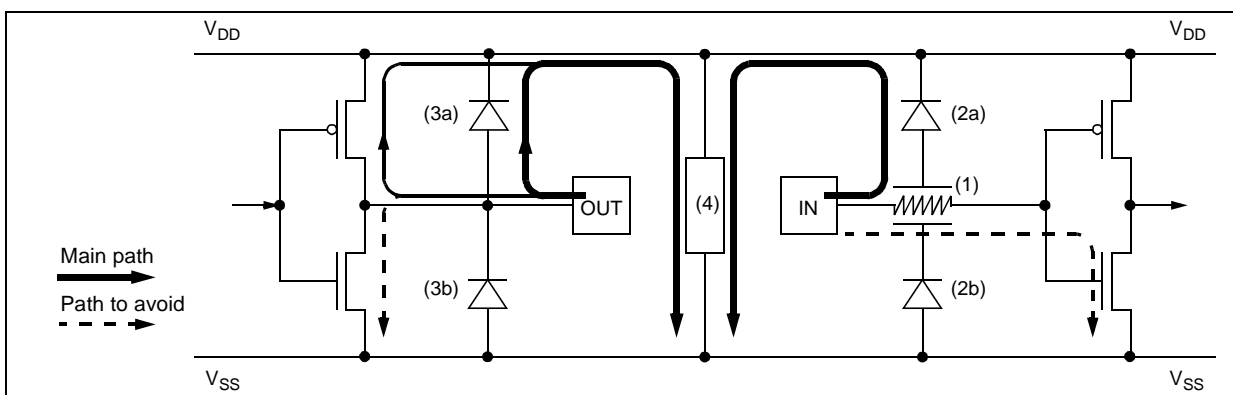 VDD VDD
(3a) (2a)
(1)
OUT (4) IN
Main path
(3b) (2b)
Path to avoid
VSS VSS